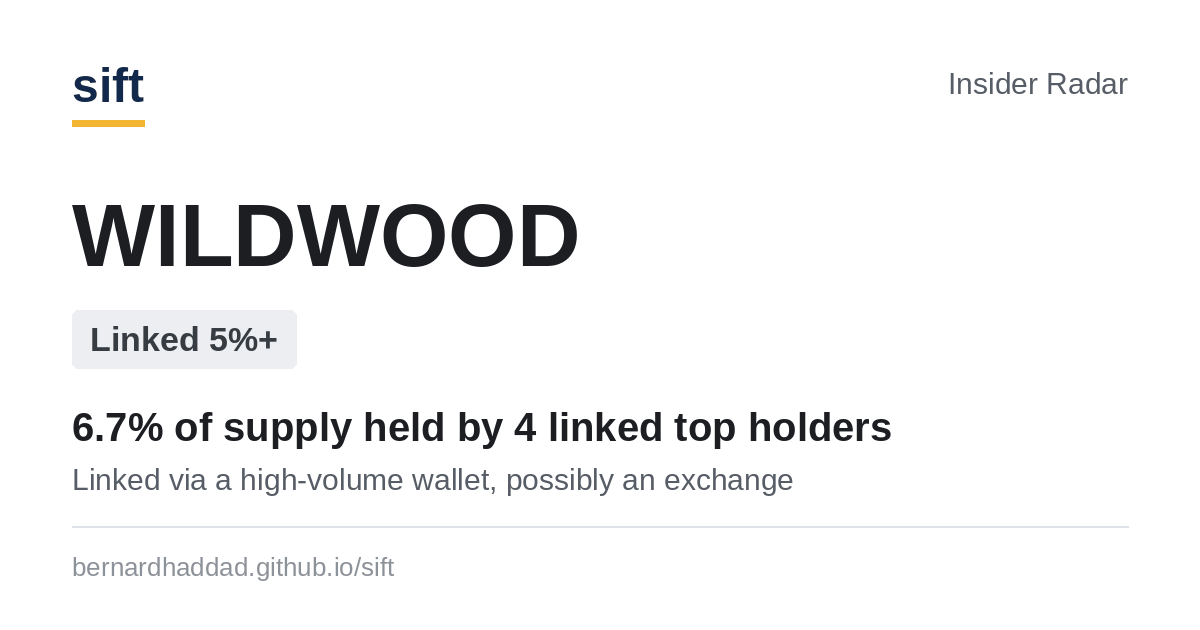 sift
Insider Radar
WILDWOOD
Linked 5%+
6.7% of supply held by 4 linked top holders
Linked via a high-volume wallet, possibly an exchange
bernardhaddad.github.io/sift